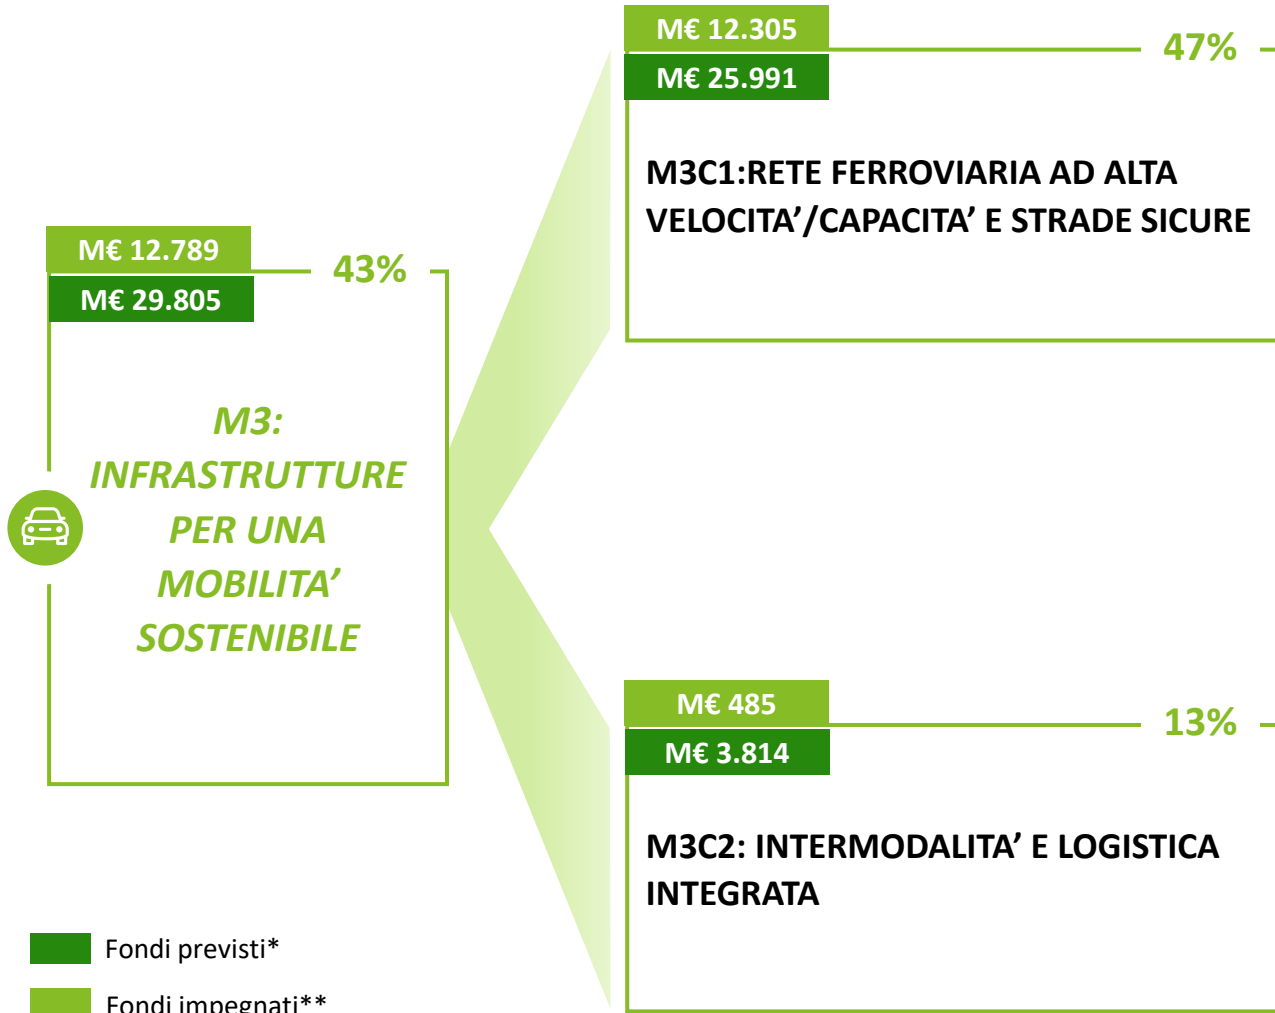 M€ 12.305
47%
M€ 25.991
M3C1:RETE FERROVIARIA AD ALTA
VELOCITA’/CAPACITA’ E STRADE SICURE
M€ 12.789
43%
M€ 29.805
M3:
INFRASTRUTTURE
PER UNA
MOBILITA’
SOSTENIBILE
M€ 485
13%
M€ 3.814
M3C2: INTERMODALITA’ E LOGISTICA
INTEGRATA
Fondi previsti*
Fondi impegnati**